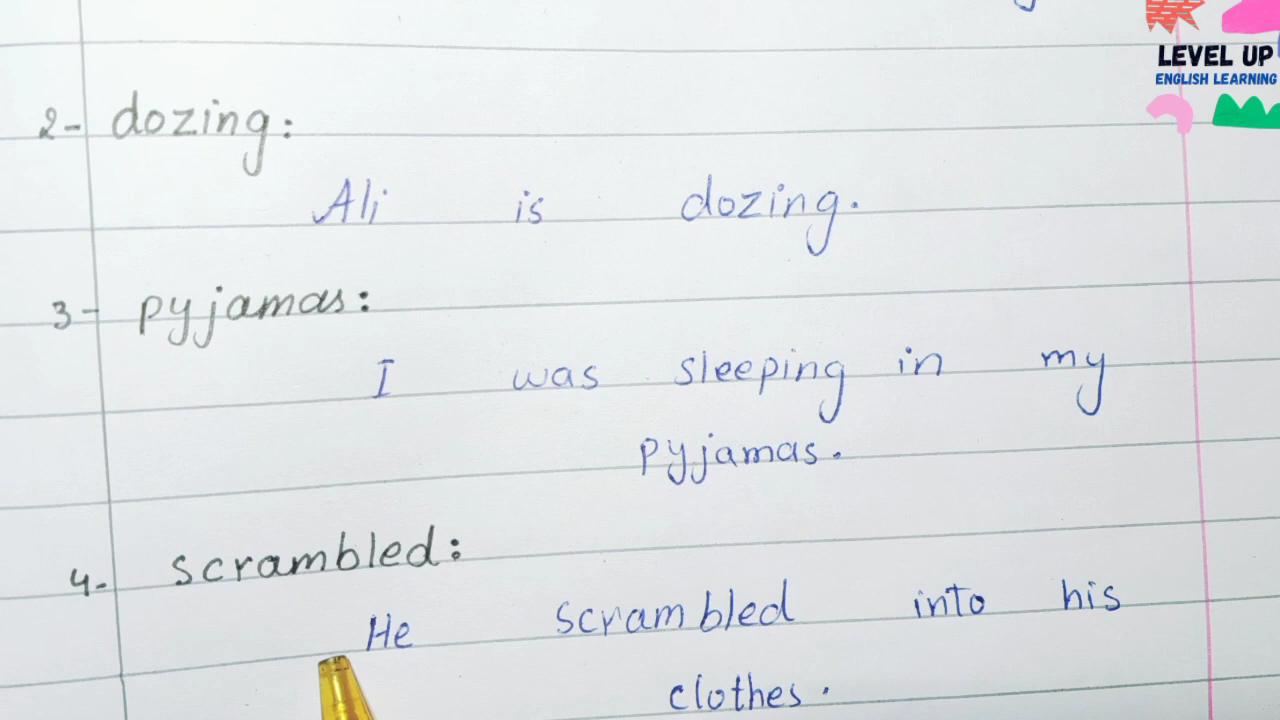 LEVEL UP
ENGLISH LEARNING
2- dozing:
Ali is dozing.
3- pyjamas:
I was sleeping in my
pyjamas.
4- scrambled:
He scrambled into his
clothes.